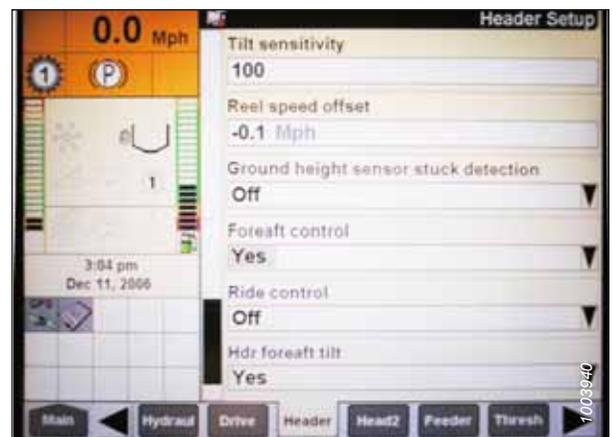 0.0 Mph
Header Setup
1
(P)
Tilt sensitivity
100
Reel speed offset
-0.1 Mph
Ground height sensor stuck detection
Off
1
Foreaft control
Yes
3:04 pm
Dec 11, 2006
Ride control
Off
Hdr foreaft tilt
Yes
Main
Hydraul
Drive
Header
Head2
Feeder
Thresh
1003940